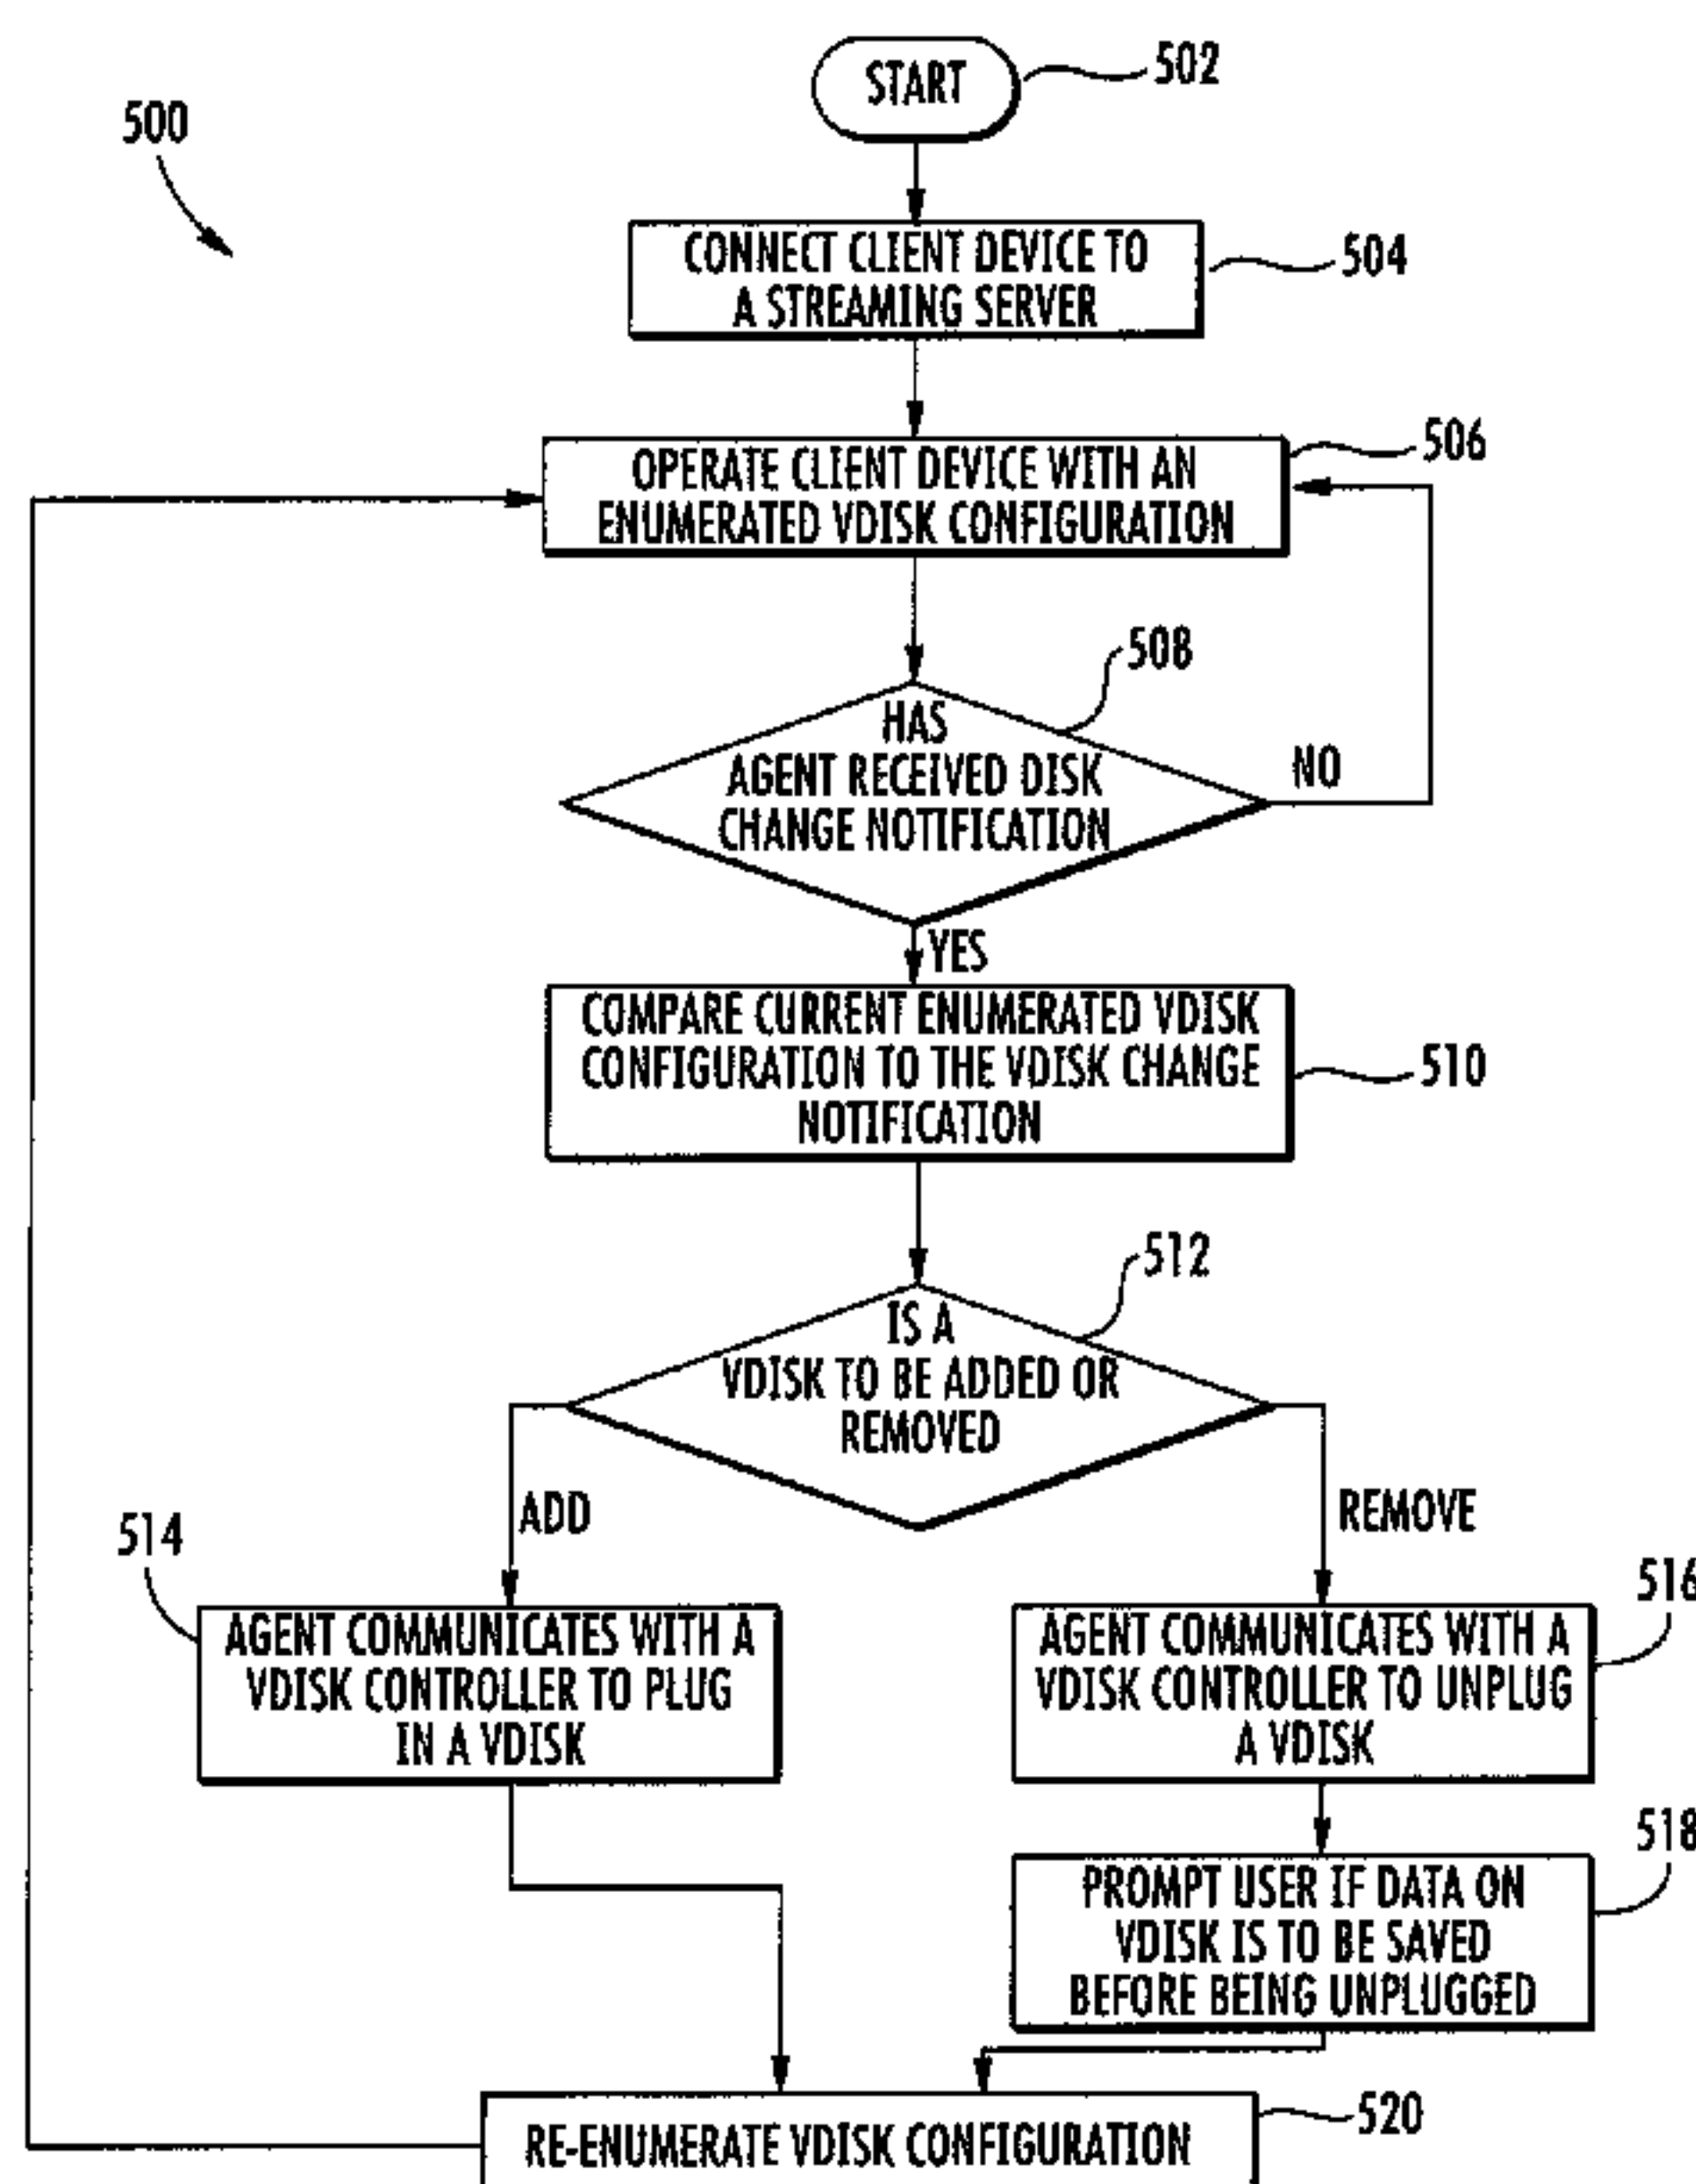 START
502
500
CONNECT CLIENT DEVICE TO
A STREAMING SERVER
504
OPERATE CLIENT DEVICE WITH AN
ENUMERATED VDISK CONFIGURATION
506
508
HAS
AGENT RECEIVED DISK
CHANGE NOTIFICATION
NO
YES
COMPARE CURRENT ENUMERATED VDISK
CONFIGURATION TO THE VDISK CHANGE
NOTIFICATION
510
512
IS A
VDISK TO BE ADDED OR
REMOVED
ADD
REMOVE
514
AGENT COMMUNICATES WITH A
VDISK CONTROLLER TO PLUG
IN A VDISK
516
AGENT COMMUNICATES WITH A
VDISK CONTROLLER TO UNPLUG
A VDISK
518
PROMPT USER IF DATA ON
VDISK IS TO BE SAVED
BEFORE BEING UNPLUGGED
520
RE-ENUMERATE VDISK CONFIGURATION